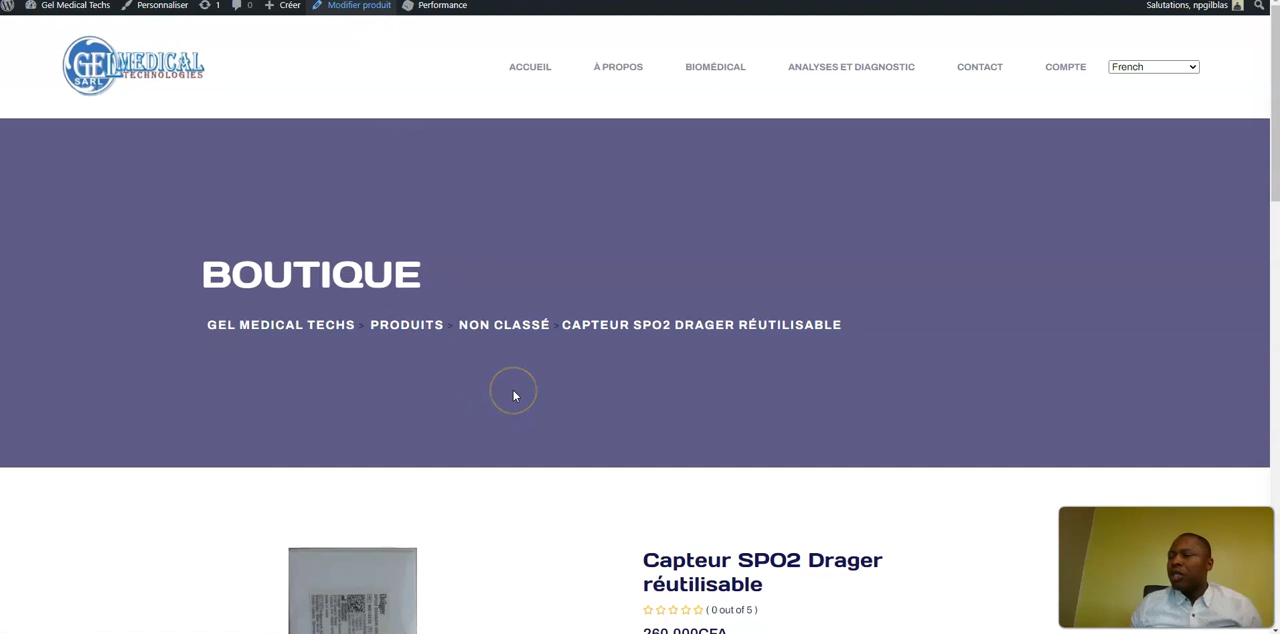 Gel Medical Techs Personnaliser 1 0 Créer Modifier produit Performance Salutations, npgilblas
GEL MEDICAL
TECHNOLOGIES
SARL
ACCUEIL À PROPOS BIOMÉDICAL ANALYSES ET DIAGNOSTIC CONTACT COMPTE French
BOUTIQUE
GEL MEDICAL TECHS > PRODUITS > NON CLASSÉ > CAPTEUR SPO2 DRAGER RÉUTILISABLE
Capteur SPO2 Drager
réutilisable
( 0 out of 5 )
260.000CFA
Dräger